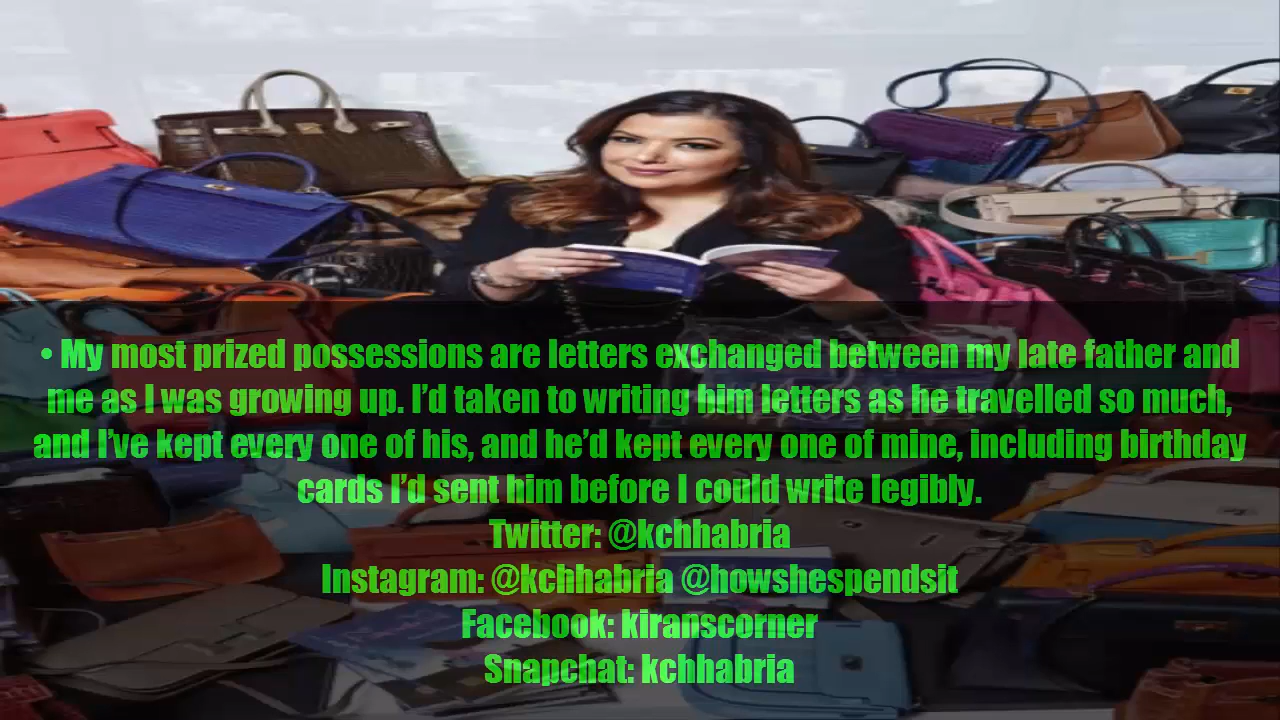 • My most prized possessions are letters exchanged between my late father and
me as I was growing up. I’d taken to writing him letters as he travelled so much,
and I’ve kept every one of his, and he’d kept every one of mine, including birthday
cards I’d sent him before I could write legibly.
Twitter: @kchhabria
Instagram: @kchhabria @howshespendsit
Facebook: kiranscorner
Snapchat: kchhabria